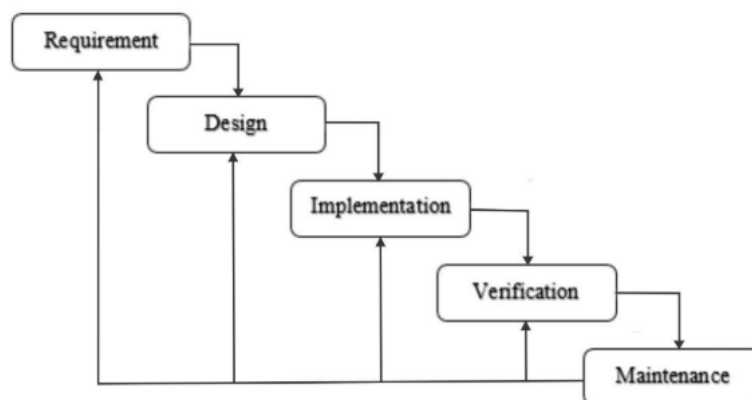 Requirement
Design
Implementation
Verification
Maintenance